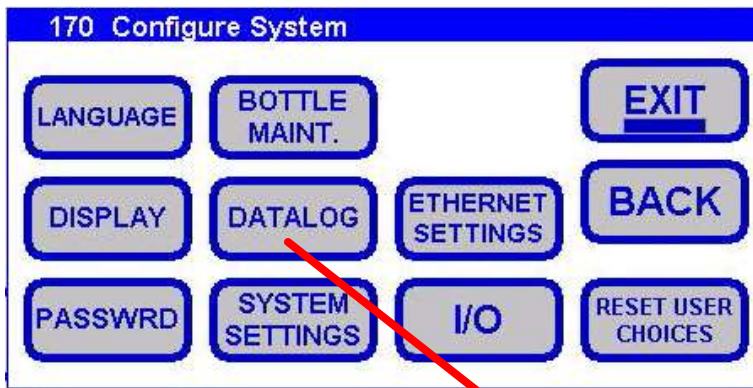 170 Configure System
LANGUAGE
BOTTLE
MAINT.
EXIT
DISPLAY
DATALOG
ETHERNET
SETTINGS
BACK
PASSWRD
SYSTEM
SETTINGS
I/O
RESET USER
CHOICES